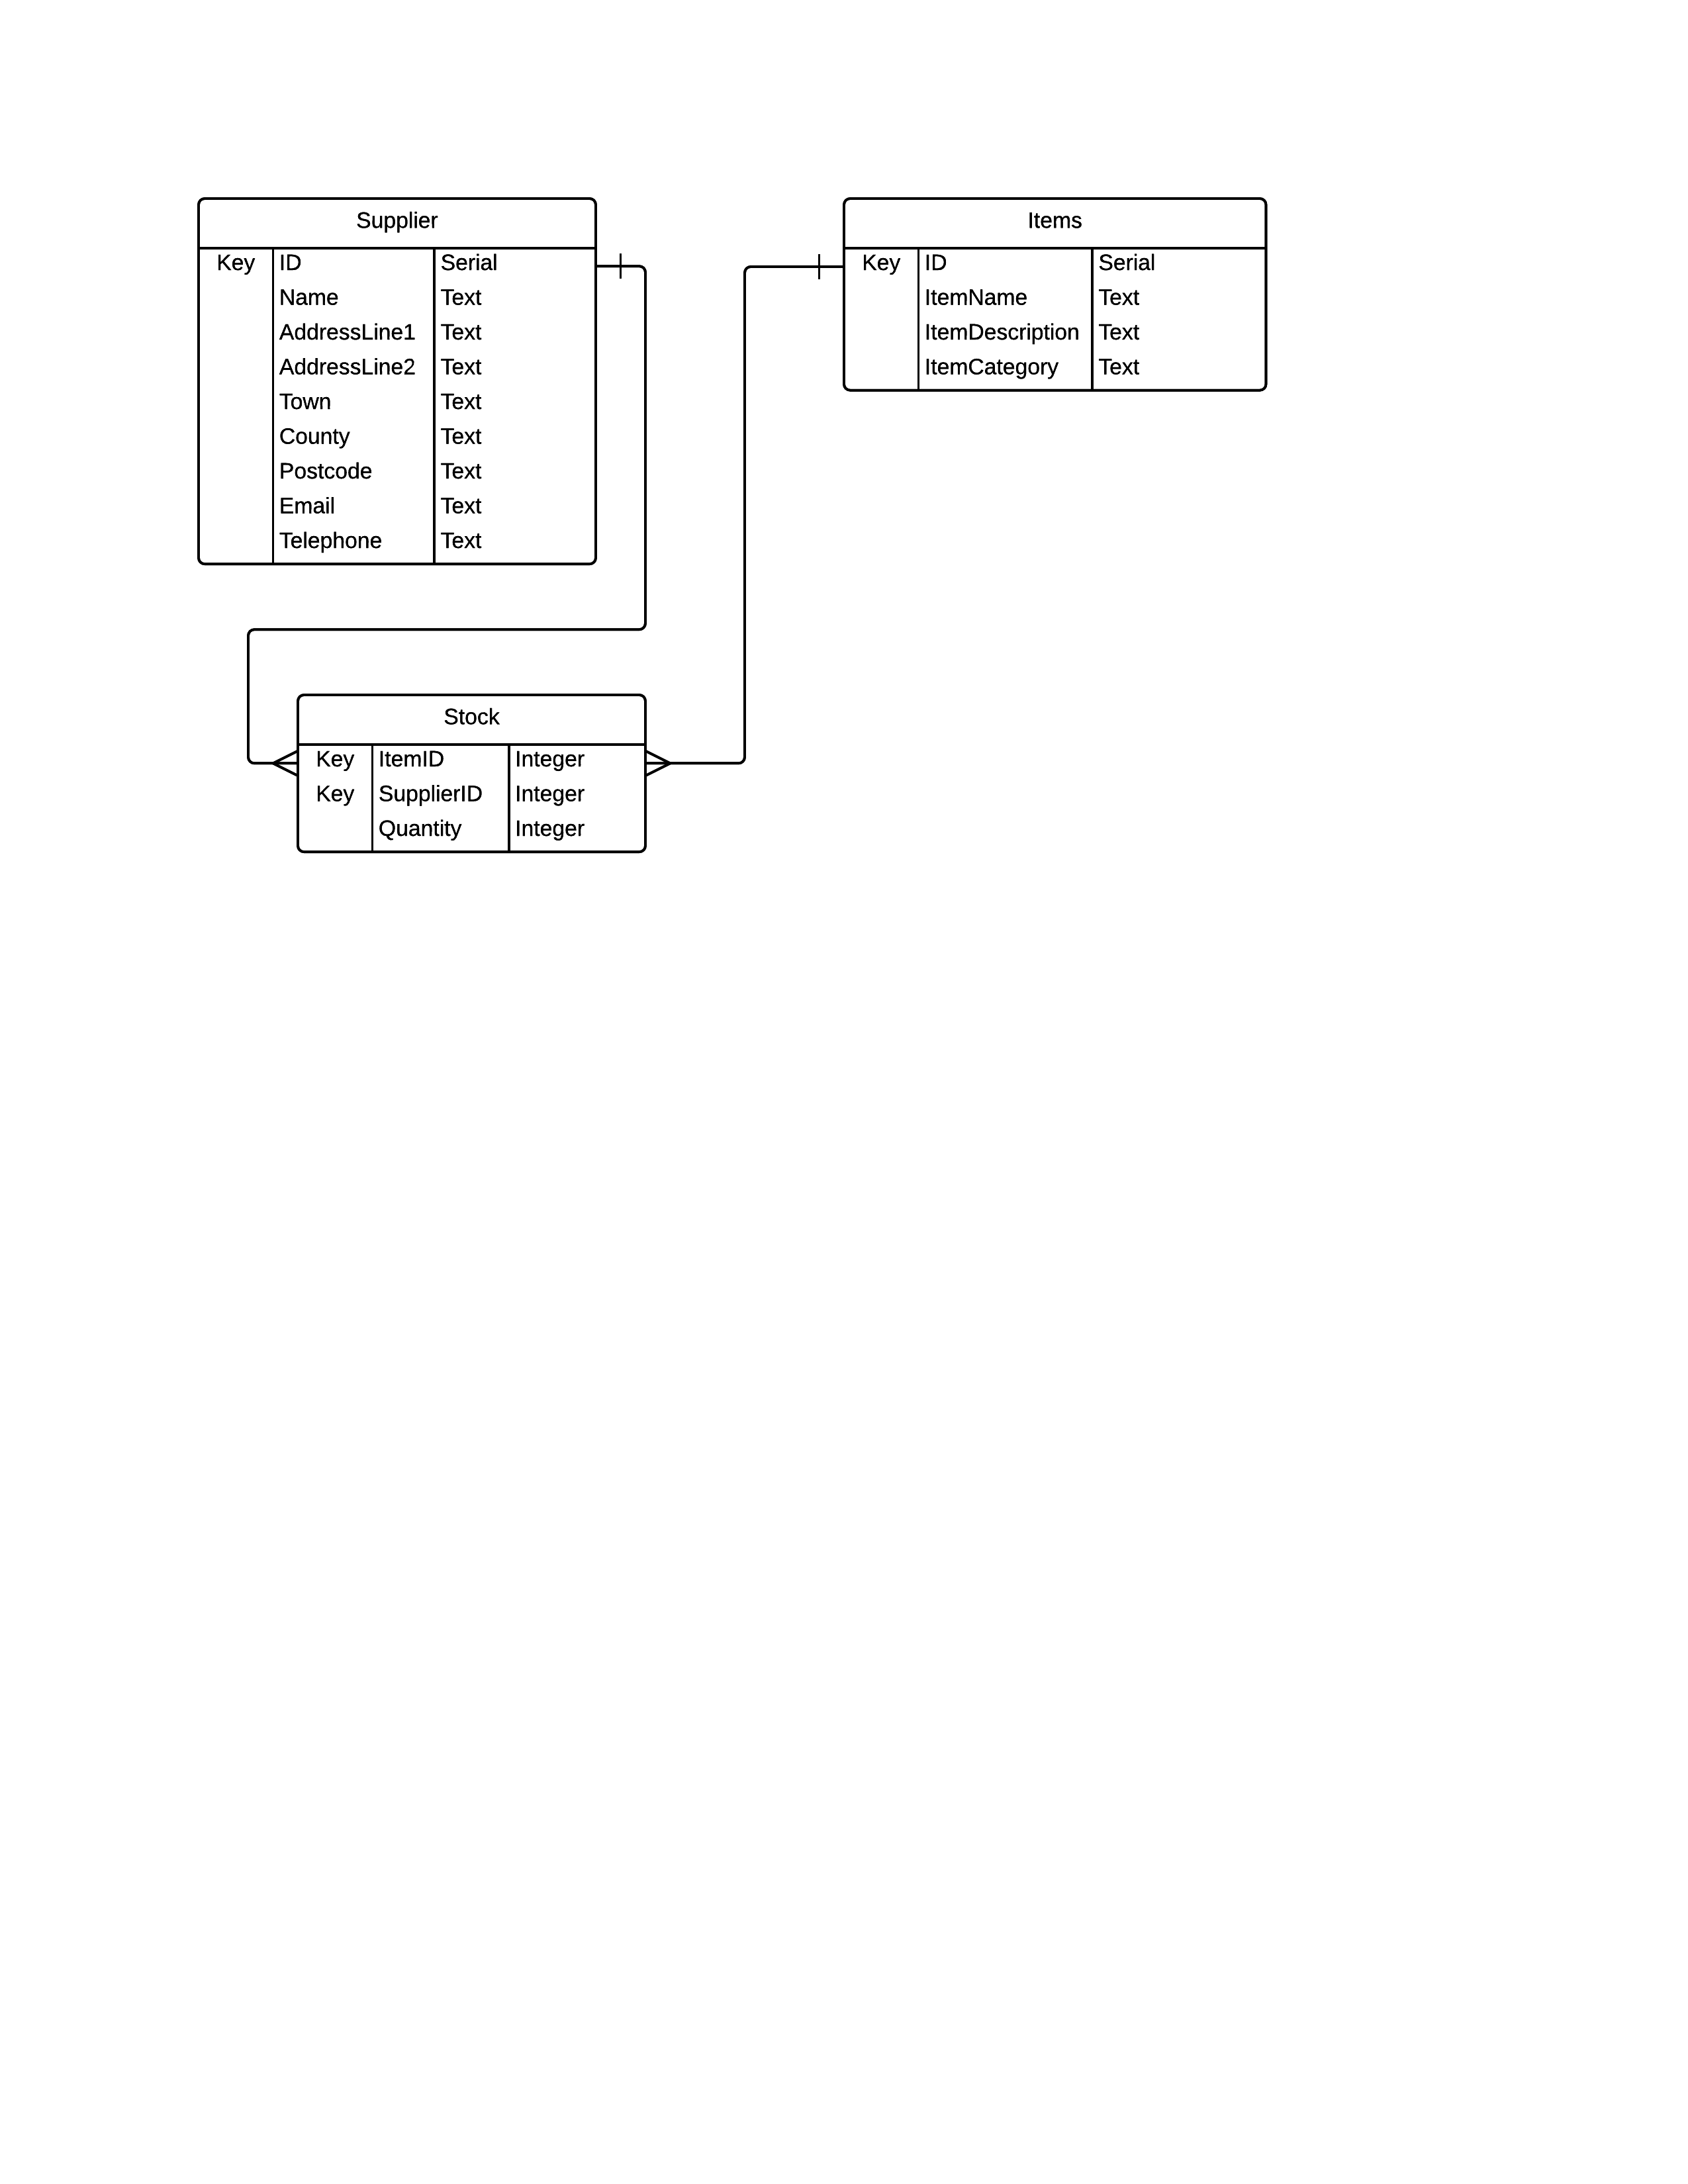 Supplier
Key ID Serial
Name Text
AddressLine1 Text
AddressLine2 Text
Town Text
County Text
Postcode Text
Email Text
Telephone Text
Items
Key ID Serial
ItemName Text
ItemDescription Text
ItemCategory Text
Stock
Key ItemID Integer
Key SupplierID Integer
Quantity Integer